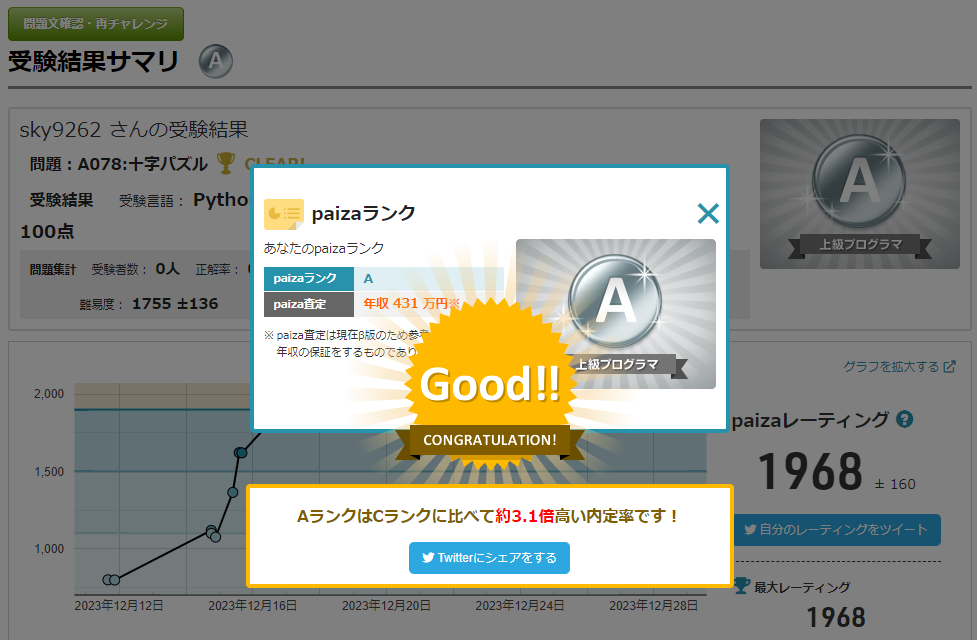 問題文確認・再チャレンジ
受験結果サマリ A
sky9262 さんの受験結果
問題：A078:十字パズル CLEAR!
受験結果 受験言語： Pytho
100点
問題集計 受験者数： 0人 正解率：
難易度： 1755 ±136
A
上級プログラマ
paizaランク
あなたのpaizaランク
paizaランク A
paiza査定 年収 431 万円※
※ paiza査定は現在β版のため参考
年収の保証をするものであり
A
上級プログラマ
Good!!
CONGRATULATION!
AランクはCランクに比べて約3.1倍高い内定率です！
Twitterにシェアをする
グラフを拡大する
paizaレーティング ?
1968 ± 160
自分のレーティングをツイート
最大レーティング
1968
2,000
1,500
1,000
2023年12月12日 2023年12月16日 2023年12月20日 2023年12月24日 2023年12月28日